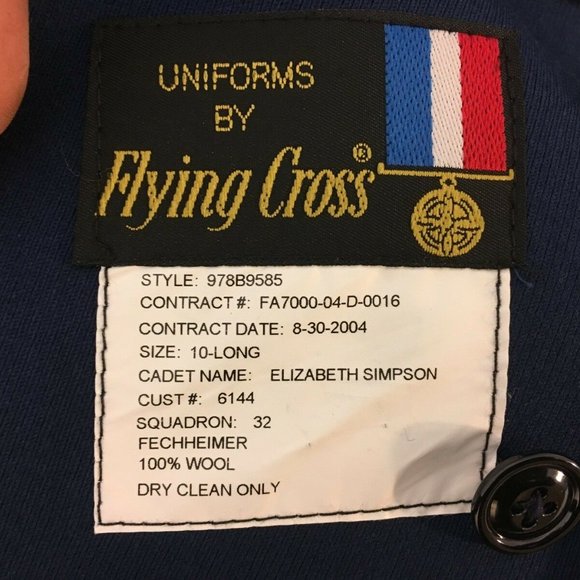 UNIFORMS
BY
Flying Cross®
STYLE: 978B9585
CONTRACT #: FA7000-04-D-0016
CONTRACT DATE: 8-30-2004
SIZE: 10-LONG
CADET NAME: ELIZABETH SIMPSON
CUST #: 6144
SQUADRON: 32
FECHHEIMER
100% WOOL
DRY CLEAN ONLY